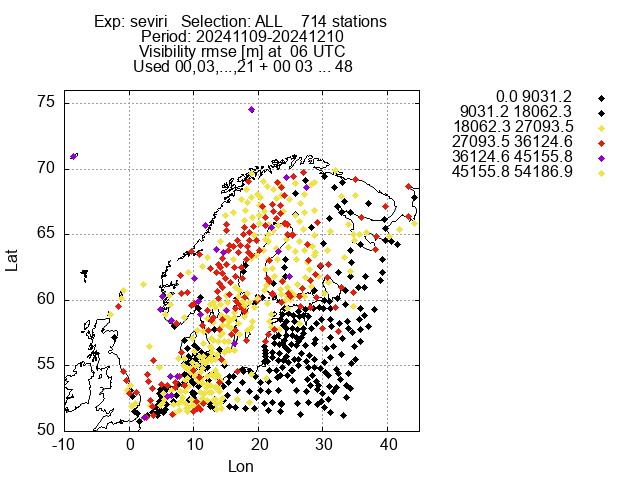 Exp: seviri   Selection: ALL    714 stations
Period: 20241109-20241210
Visibility rmse [m] at  06 UTC
Used 00,03,...,21 + 00 03 ... 48
0.0 9031.2
9031.2 18062.3
18062.3 27093.5
27093.5 36124.6
36124.6 45155.8
45155.8 54186.9
75
70
65
60
55
50
Lat
-10 0 10 20 30 40
Lon